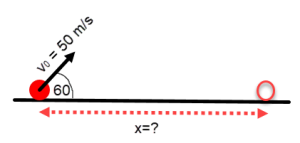 v₀ = 50 m/s
60
x=?